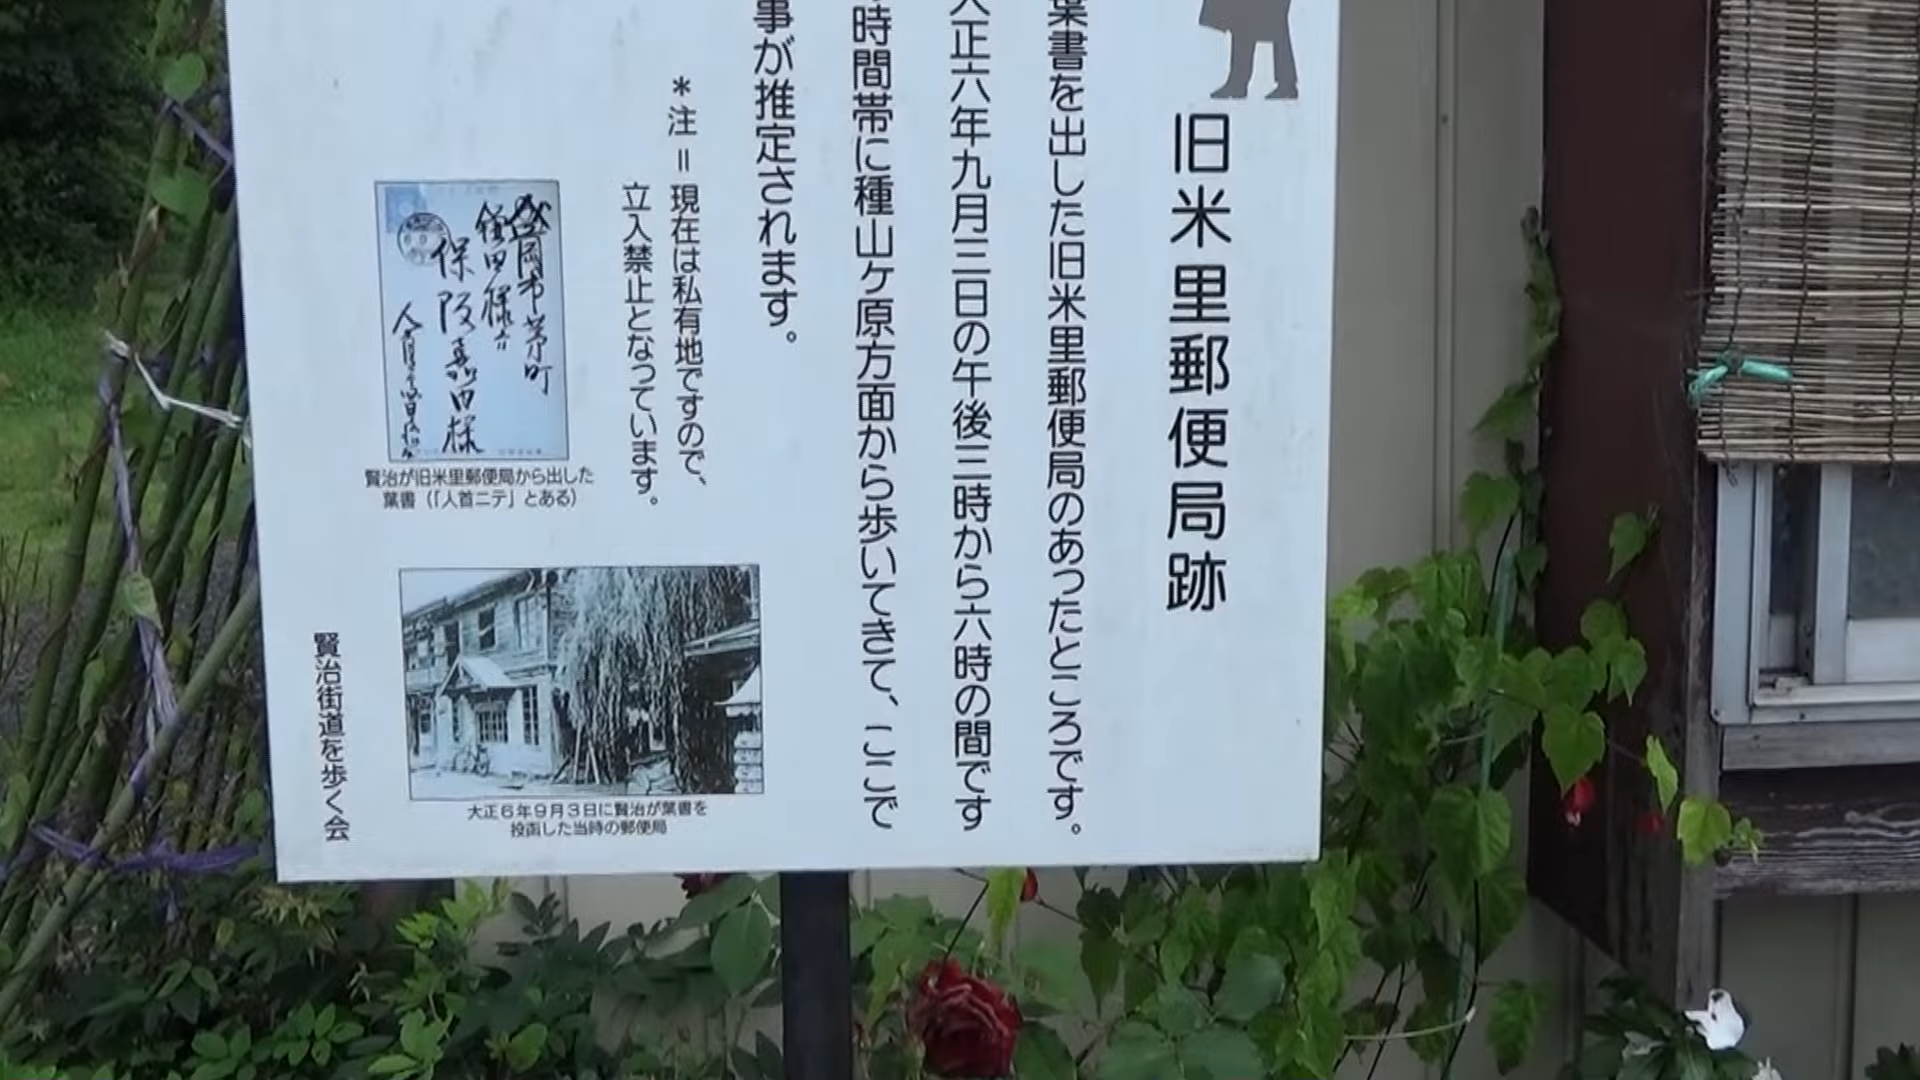 旧米里郵便局跡
葉書を出した旧米里郵便局のあったところです。
大正六年九月三日の午後三時から六時の間です
時間帯に種山ケ原方面から歩いてきて、ここで
事が推定されます。
＊注＝現在は私有地ですので、
立入禁止となっています。
盛岡市茅町
鎌田様方
保阪嘉内様
賢治が旧米里郵便局から出した
葉書（「人首ニテ」とある）
大正６年９月３日に賢治が葉書を
投函した当時の郵便局
賢治街道を歩く会